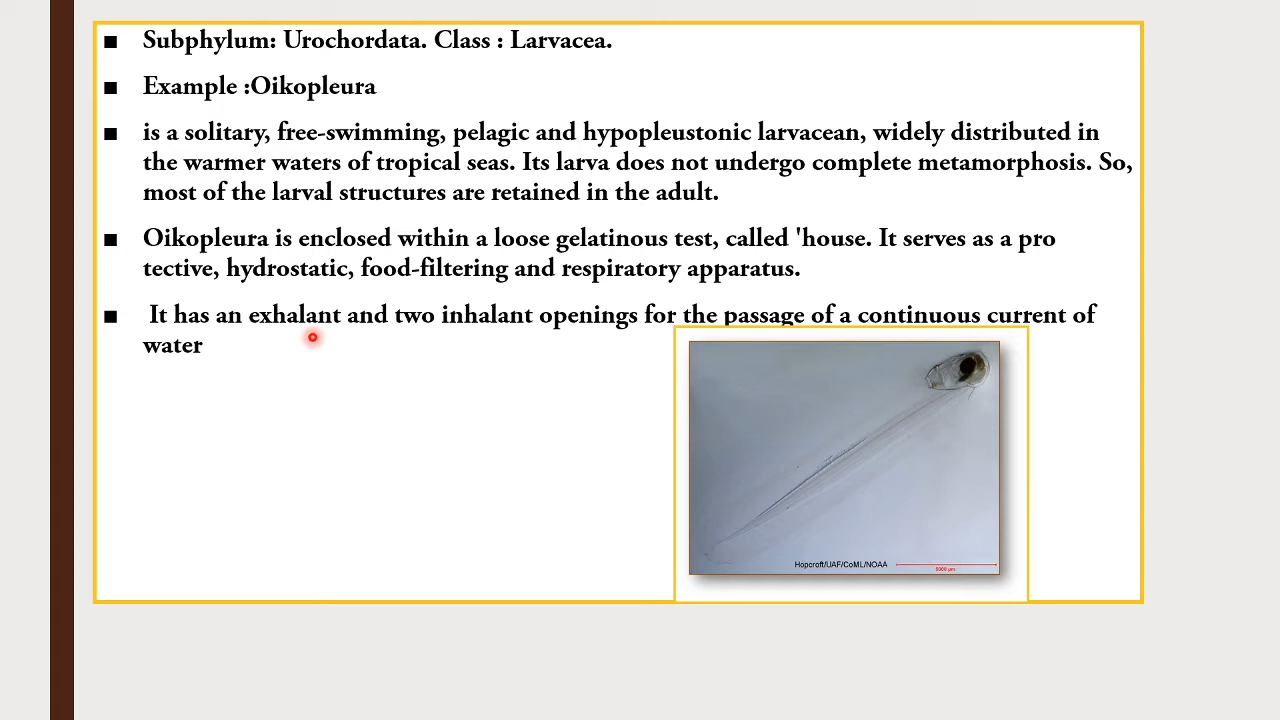 ■ Subphylum: Urochordata. Class : Larvacea.
■ Example :Oikopleura
■ is a solitary, free-swimming, pelagic and hypopleustonic larvacean, widely distributed in
the warmer waters of tropical seas. Its larva does not undergo complete metamorphosis. So,
most of the larval structures are retained in the adult.
■ Oikopleura is enclosed within a loose gelatinous test, called 'house. It serves as a pro
tective, hydrostatic, food-filtering and respiratory apparatus.
■ It has an exhalant and two inhalant openings for the passage of a continuous current of
water
Hopcroft/UAF/CoML/NOAA